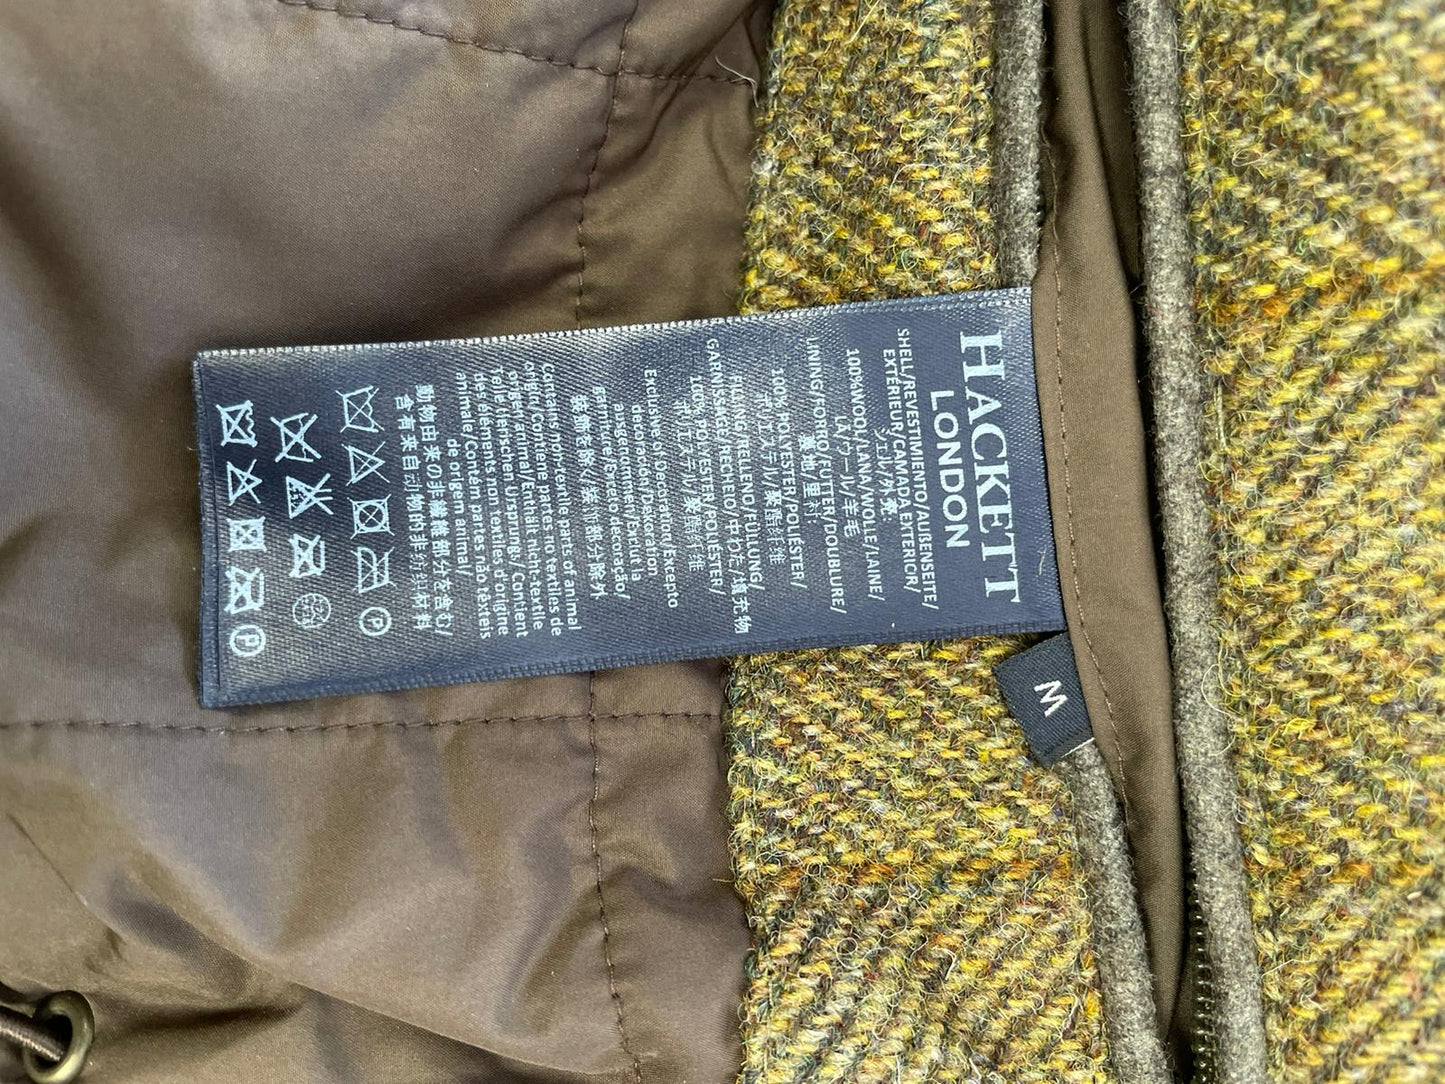 HACKETT
LONDON
SHELL/REVESTIMIENTO/AUßENSEITE/
EXTÉRIEUR/CAMADA EXTERIOR/
シェル/外壳:
100%WOOL/LANA/WOLLE/LAINE/
LÃ/ウール/羊毛
LINING/FORRO/FUTTER/DOUBLURE/
裏地/里衬:
100% POLYESTER/POLIÉSTER/
ポリエステル/聚酯纤维
FILLING/RELLENO/FÜLLUNG/
GARNISSAGE/RECHEIO/中わた/填充物
100% POLYESTER/POLIÉSTER/
ポリエステル/聚酯纤维
Exclusive of Decoration/Excepto
decoración/Dekoration
ausgenommen/Exclut la
garniture/Exceto decoração/
装飾を除く/装饰部分除外
Contains non-textile parts of animal
origin/Contiene partes no textiles de
origen animal/Enthält nicht-textile
Teile tierischen Ursprungs/ Contient
des éléments non textiles d'origine
animale/Contém partes não têxteis
de origem animal/
動物由来の非繊維部分を含む/
含有来自动物的非纺织材料
P
P
M